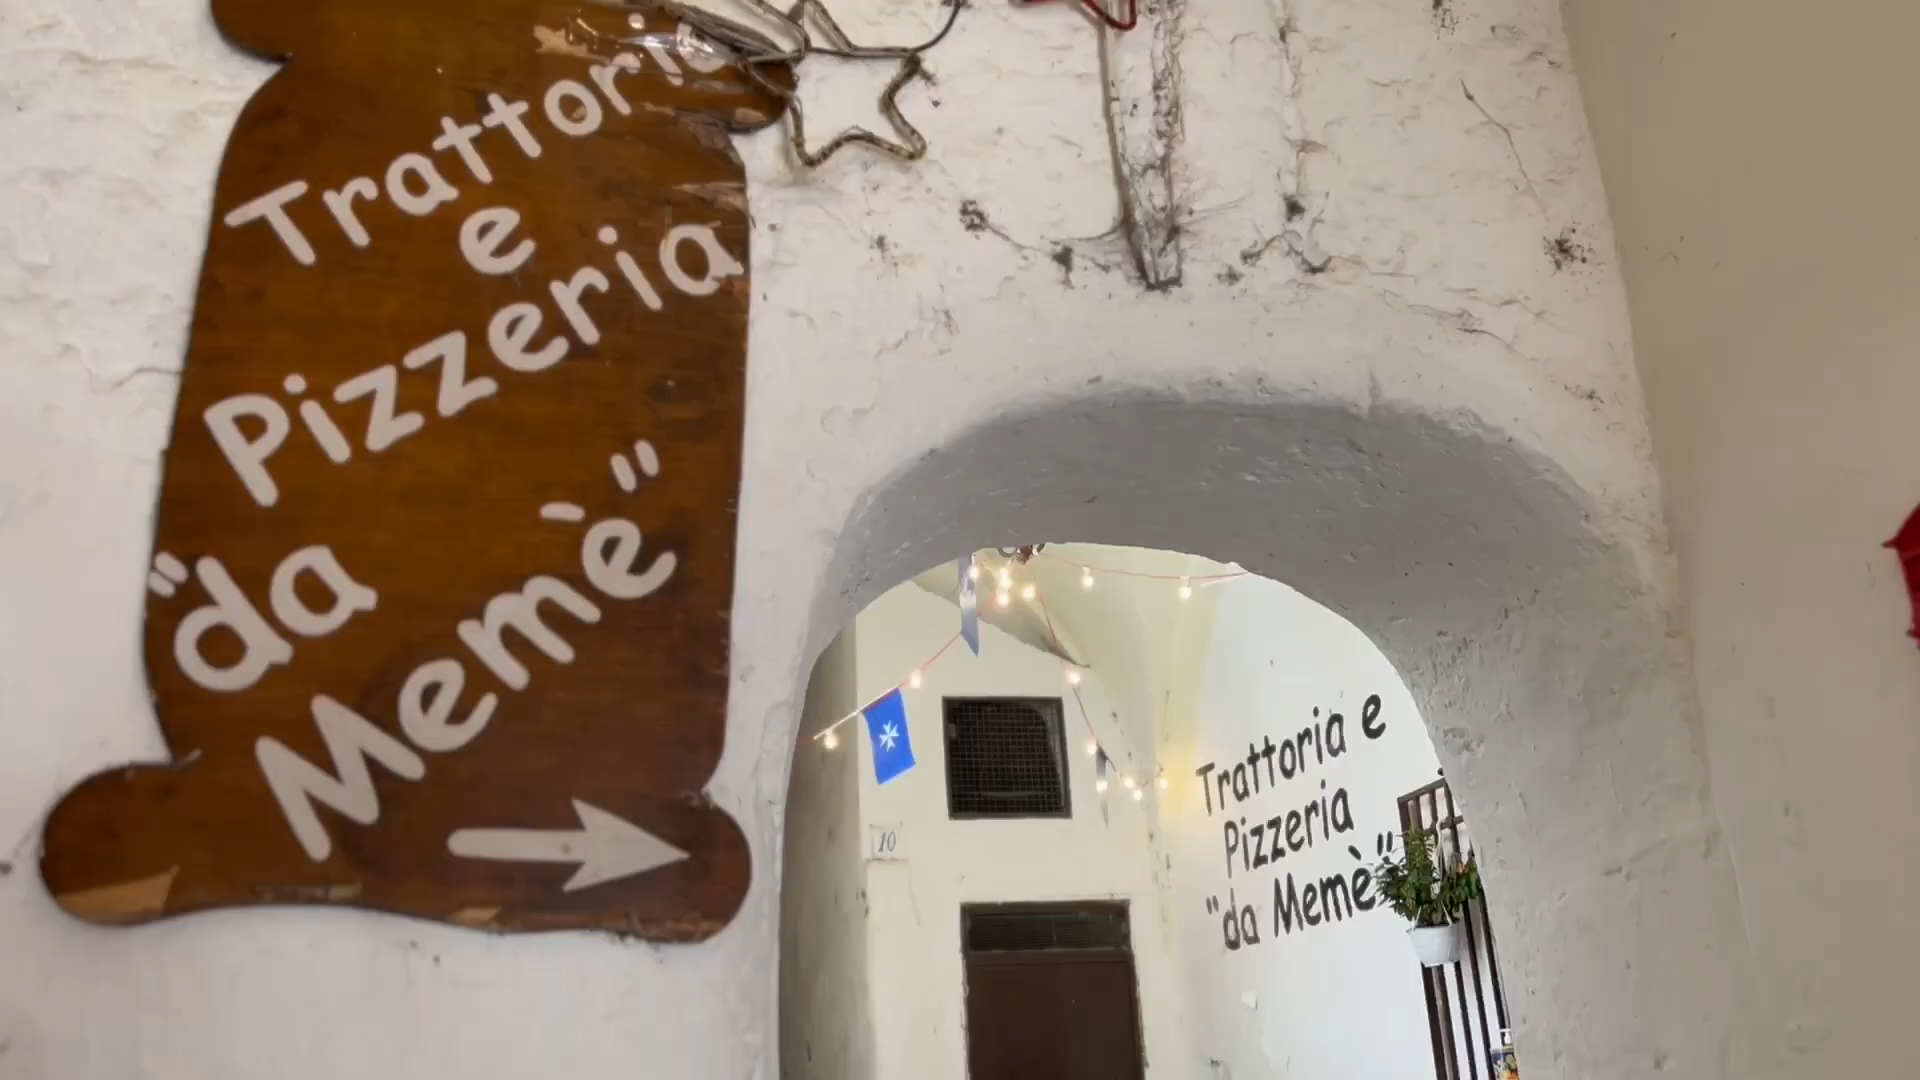 Trattoria
e
Pizzeria
"da
Memè"
10
Trattoria e
Pizzeria
"da Memè"